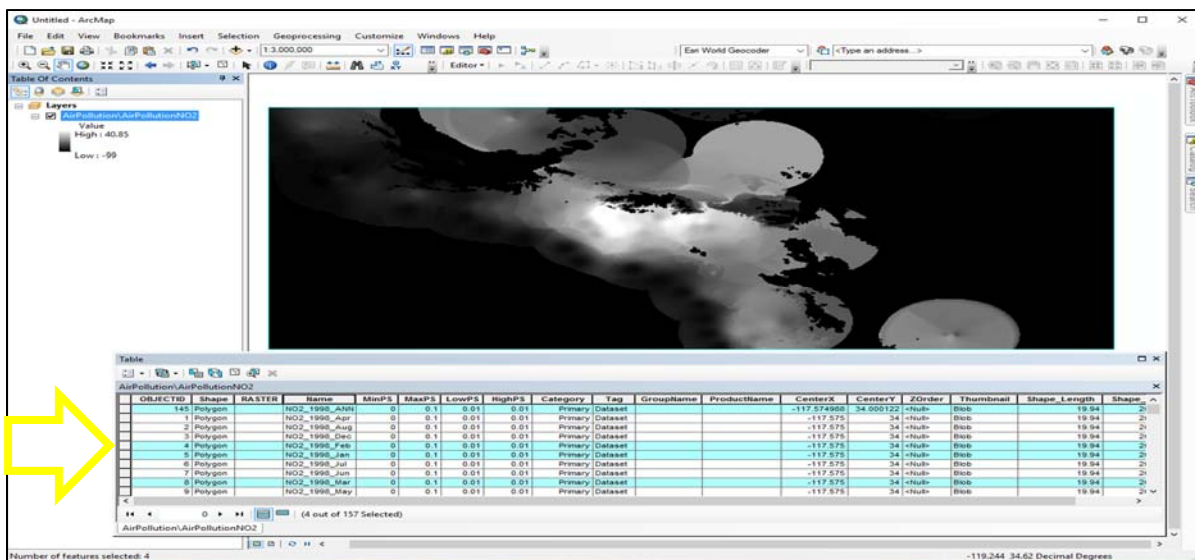 Untitled - ArcMap
File Edit View Bookmarks Insert Selection Geoprocessing Customize Windows Help
1:3,000,000 Esri World Geocoder <Type an address...>
Editor
Table Of Contents
Layers
AirPollution\AirPollutionNO2
Value
High : 40.85
Low : -99
Catalog
Search
Table
AirPollution\AirPollutionNO2
OBJECTID Shape RASTER Name MinPS MaxPS LowPS HighPS Category Tag GroupName ProductName CenterX CenterY ZOrder Thumbnail Shape_Length Shape_
145 Polygon NO2_1998_ANN 0 0.1 0.01 0.01 Primary Dataset -117.574988 34.000122 <Null> Blob 19.94
1 Polygon NO2_1998_Apr 0 0.1 0.01 0.01 Primary Dataset -117.575 34 <Null> Blob 19.94
2 Polygon NO2_1998_Aug 0 0.1 0.01 0.01 Primary Dataset -117.575 34 <Null> Blob 19.94
3 Polygon NO2_1998_Dec 0 0.1 0.01 0.01 Primary Dataset -117.575 34 <Null> Blob 19.94
4 Polygon NO2_1998_Feb 0 0.1 0.01 0.01 Primary Dataset -117.575 34 <Null> Blob 19.94
5 Polygon NO2_1998_Jan 0 0.1 0.01 0.01 Primary Dataset -117.575 34 <Null> Blob 19.94
6 Polygon NO2_1998_Jul 0 0.1 0.01 0.01 Primary Dataset -117.575 34 <Null> Blob 19.94
7 Polygon NO2_1998_Jun 0 0.1 0.01 0.01 Primary Dataset -117.575 34 <Null> Blob 19.94
8 Polygon NO2_1998_Mar 0 0.1 0.01 0.01 Primary Dataset -117.575 34 <Null> Blob 19.94
9 Polygon NO2_1998_May 0 0.1 0.01 0.01 Primary Dataset -117.575 34 <Null> Blob 19.94
0 (4 out of 157 Selected)
AirPollution\AirPollutionNO2
Number of features selected: 4 -119.244 34.62 Decimal Degrees